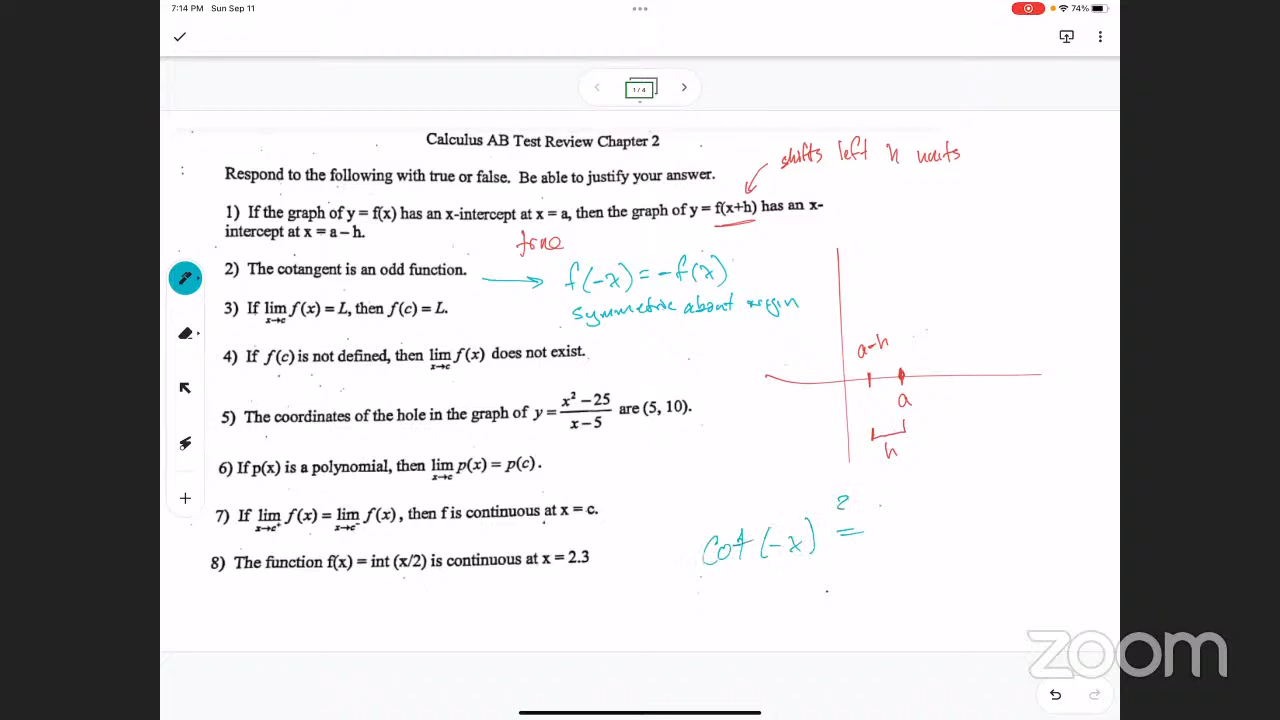 7:14 PM Sun Sep 11
74%
1 / 4
Calculus AB Test Review Chapter 2
shifts left h units
Respond to the following with true or false. Be able to justify your answer.
1) If the graph of y = f(x) has an x-intercept at x = a, then the graph of y = f(x+h) has an x-
intercept at x = a – h.
true
2) The cotangent is an odd function.
f(-x) = -f(x)
symmetric about origin
3) If lim x→c f(x) = L, then f(c) = L.
4) If f(c) is not defined, then lim x→c f(x) does not exist.
a-h
a
h
5) The coordinates of the hole in the graph of y = (x² – 25)/(x – 5) are (5, 10).
6) If p(x) is a polynomial, then lim x→c p(x) = p(c).
7) If lim x→c⁺ f(x) = lim x→c⁻ f(x), then f is continuous at x = c.
?
cot(-x) =
8) The function f(x) = int (x/2) is continuous at x = 2.3
zoom